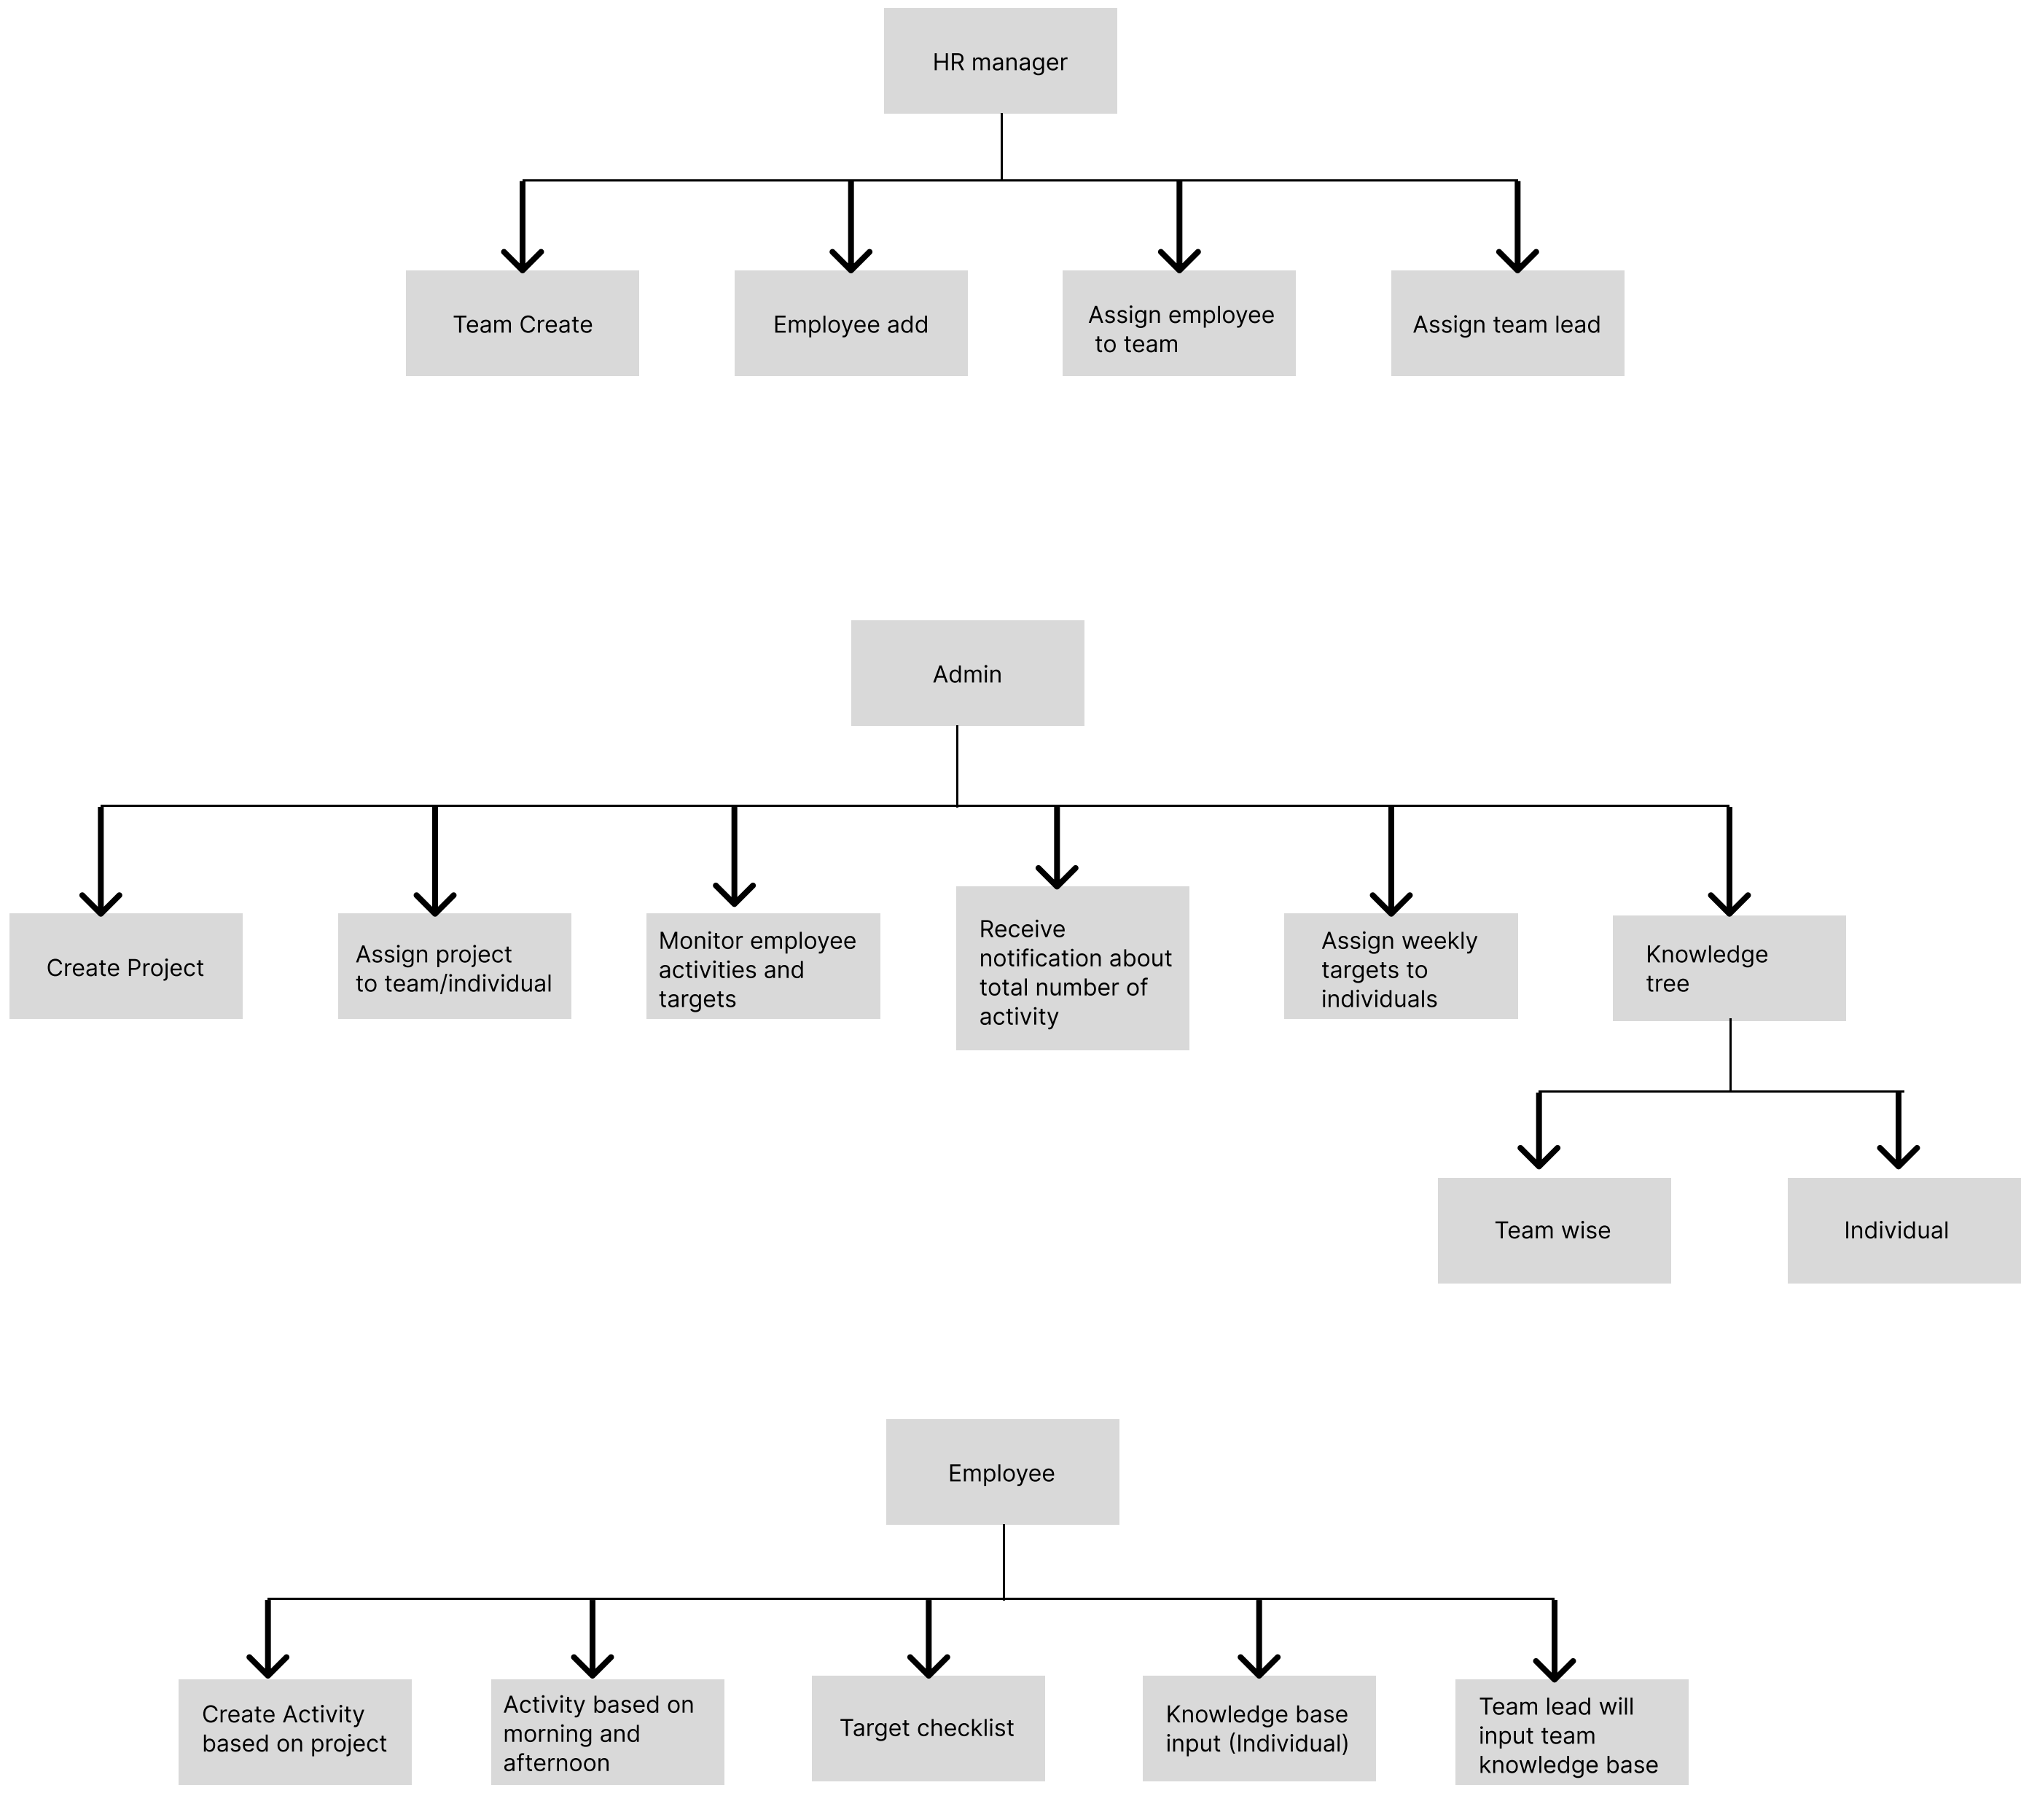 HR manager
Team Create
Employee add
Assign employee
to team
Assign team lead
Admin
Create Project
Assign project
to team/individual
Monitor employee
activities and
targets
Receive
notification about
total number of
activity
Assign weekly
targets to
individuals
Knowledge
tree
Team wise
Individual
Employee
Create Activity
based on project
Activity based on
morning and
afternoon
Target checklist
Knowledge base
input (Individual)
Team lead will
input team
knowledge base